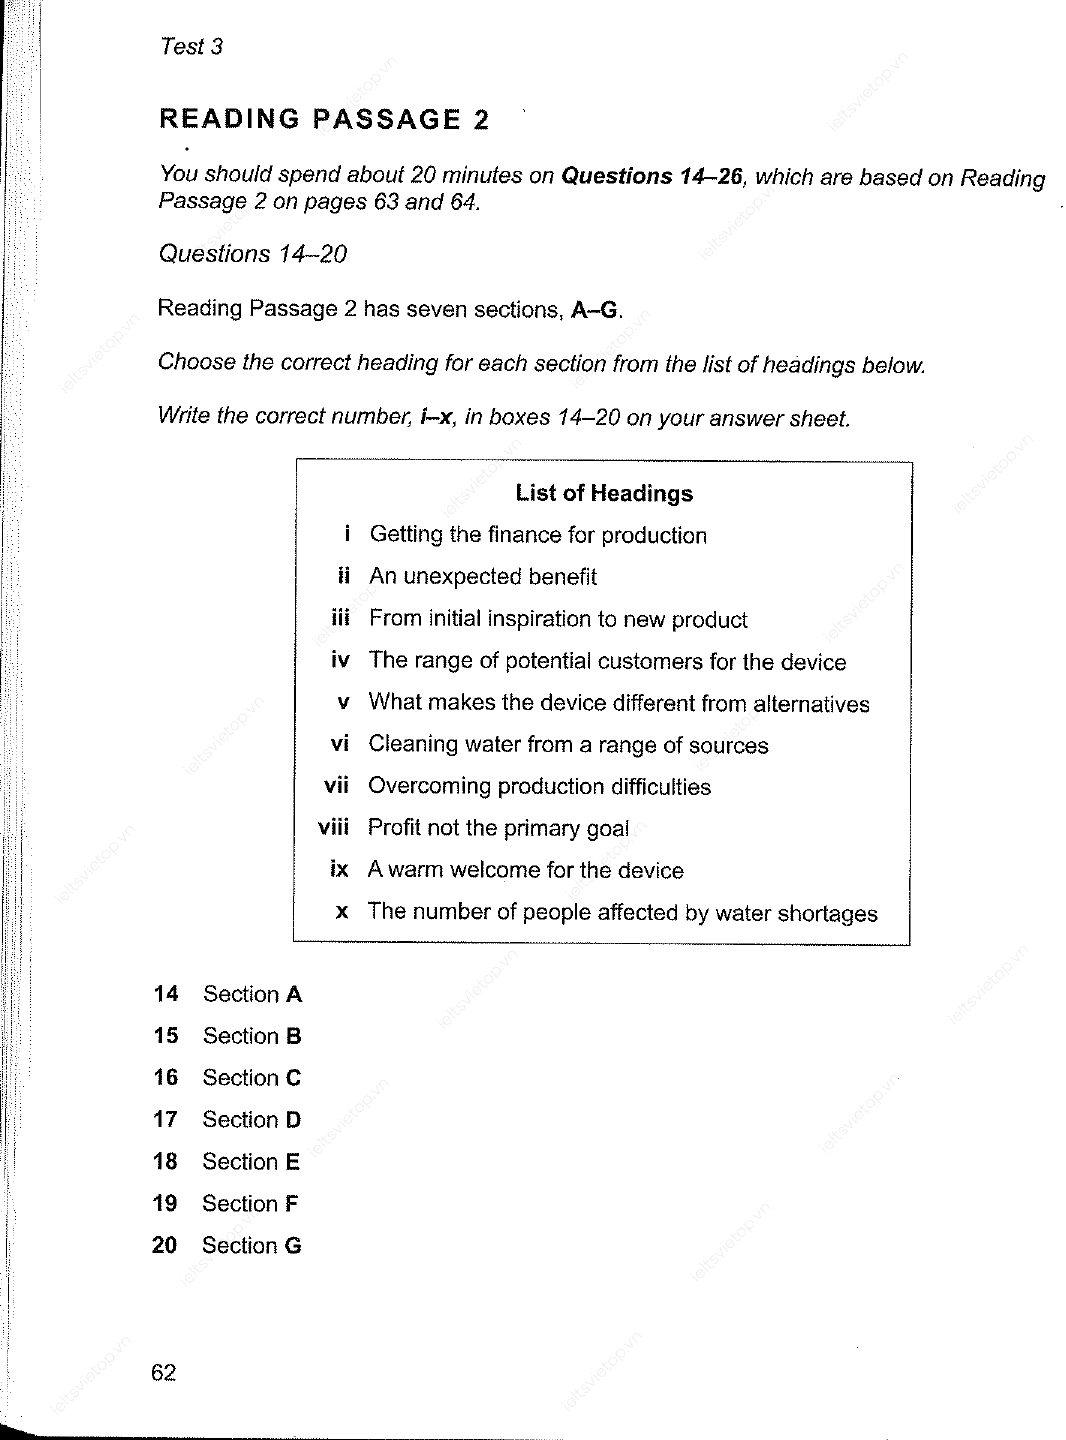 Test 3
READING PASSAGE 2
You should spend about 20 minutes on Questions 14–26, which are based on Reading
Passage 2 on pages 63 and 64.
Questions 14–20
Reading Passage 2 has seven sections, A–G.
Choose the correct heading for each section from the list of headings below.
Write the correct number, i–x, in boxes 14–20 on your answer sheet.
List of Headings
i Getting the finance for production
ii An unexpected benefit
iii From initial inspiration to new product
iv The range of potential customers for the device
v What makes the device different from alternatives
vi Cleaning water from a range of sources
vii Overcoming production difficulties
viii Profit not the primary goal
ix A warm welcome for the device
x The number of people affected by water shortages
14 Section A
15 Section B
16 Section C
17 Section D
18 Section E
19 Section F
20 Section G
62
ieltsvietop.vn